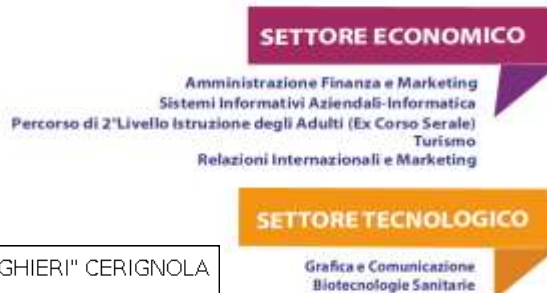 SETTORE ECONOMICO
Amministrazione Finanza e Marketing
Sistemi Informativi Aziendali-Informatica
Percorso di 2°Livello Istruzione degli Adulti (Ex Corso Serale)
Turismo
Relazioni Internazionali e Marketing
SETTORE TECNOLOGICO
GHIERI" CERIGNOLA
Grafica e Comunicazione
Biotecnologie Sanitarie